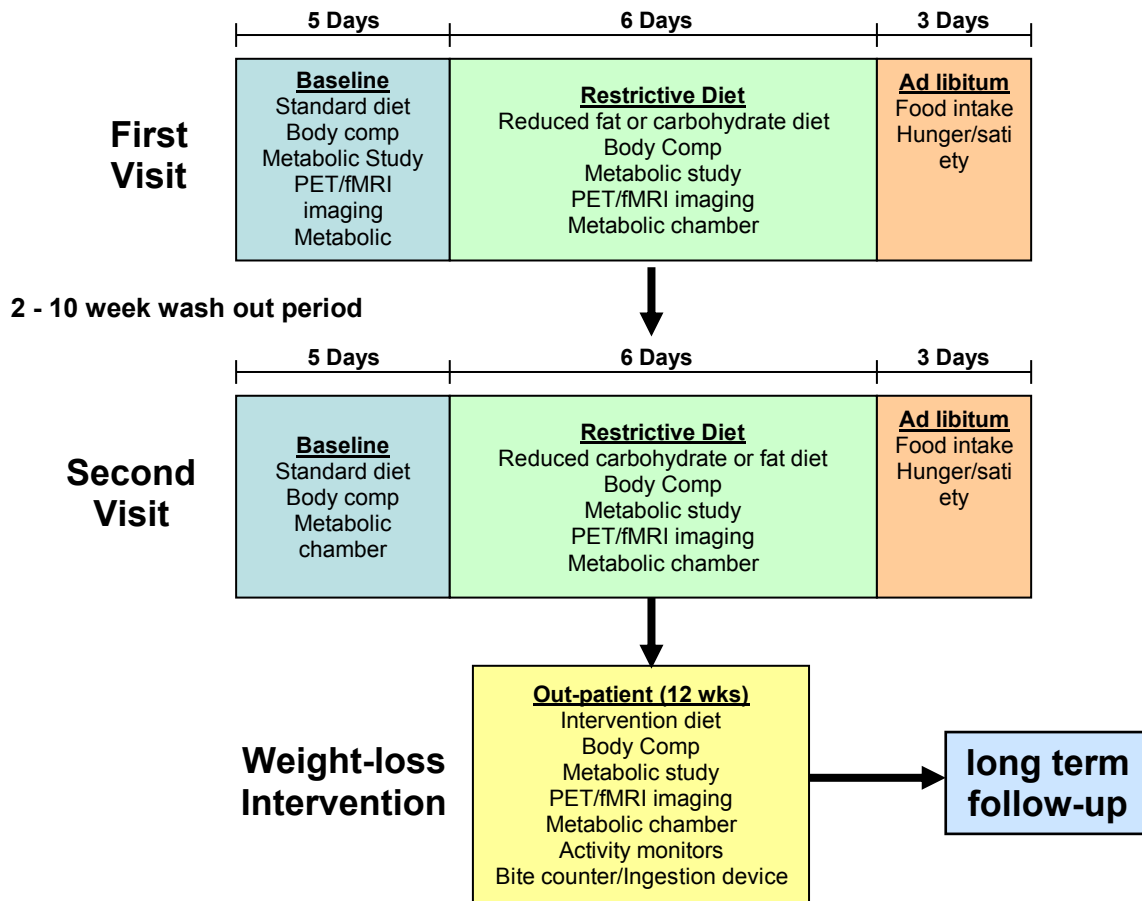 5 Days
6 Days
3 Days
First
Visit
Baseline
Standard diet
Body comp
Metabolic Study
PET/fMRI
imaging
Metabolic
Restrictive Diet
Reduced fat or carbohydrate diet
Body Comp
Metabolic study
PET/fMRI imaging
Metabolic chamber
Ad libitum
Food intake
Hunger/sati
ety
2 - 10 week wash out period
5 Days
6 Days
3 Days
Second
Visit
Baseline
Standard diet
Body comp
Metabolic
chamber
Restrictive Diet
Reduced carbohydrate or fat diet
Body Comp
Metabolic study
PET/fMRI imaging
Metabolic chamber
Ad libitum
Food intake
Hunger/sati
ety
Weight-loss
Intervention
Out-patient (12 wks)
Intervention diet
Body Comp
Metabolic study
PET/fMRI imaging
Metabolic chamber
Activity monitors
Bite counter/Ingestion device
long term
follow-up